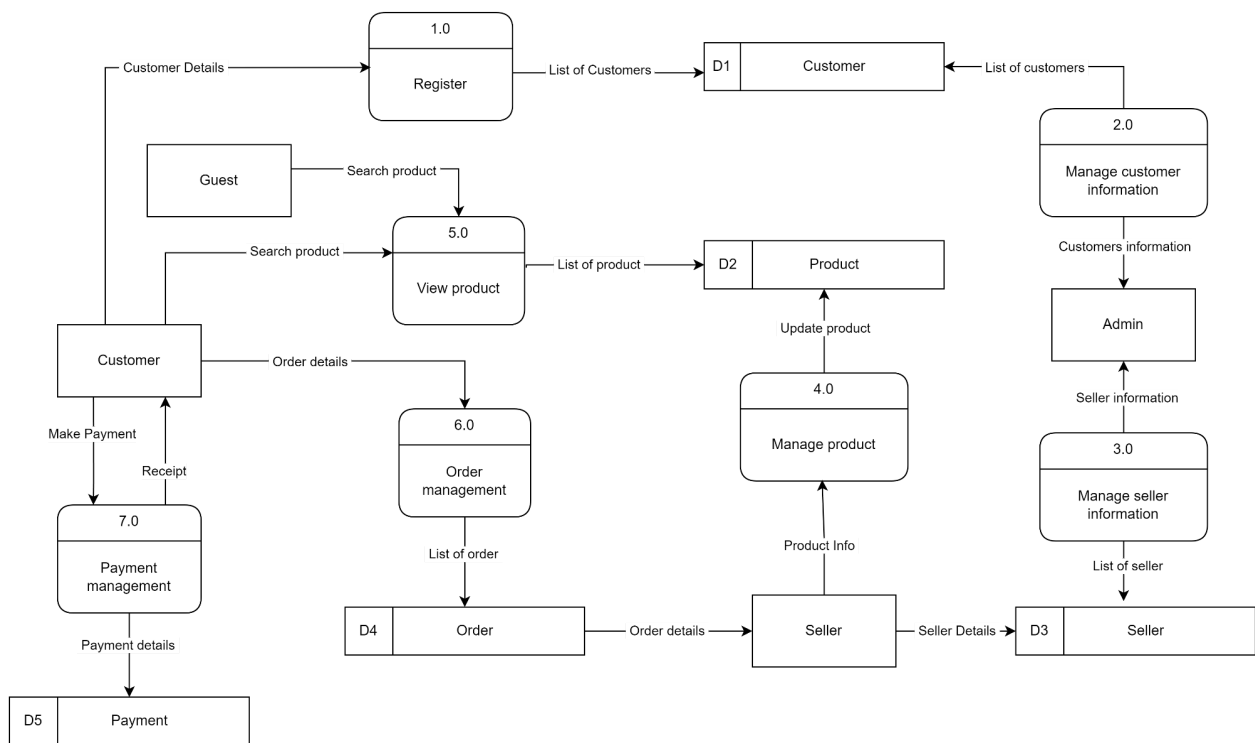 1.0
Register
Customer Details
List of Customers
D1
Customer
List of customers
2.0
Manage customer
information
Guest
Search product
5.0
View product
Search product
List of product
D2
Product
Customers information
Admin
Update product
Customer
Order details
4.0
Manage product
Seller information
3.0
Manage seller
information
6.0
Order
management
Make Payment
Receipt
7.0
Payment
management
List of order
Product Info
List of seller
D4
Order
Order details
Seller
Seller Details
D3
Seller
Payment details
D5
Payment